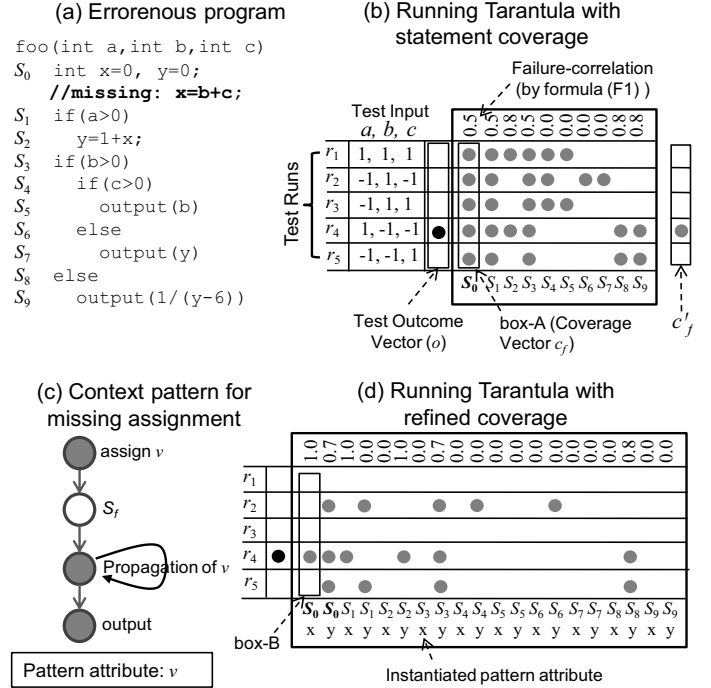 (a) Errorenous program
foo(int a,int b,int c)
S0 int x=0, y=0;
//missing: x=b+c;
S1 if(a>0)
S2 y=1+x;
S3 if(b>0)
S4 if(c>0)
S5 output(b)
S6 else
S7 output(y)
S8 else
S9 output(1/(y-6))
(b) Running Tarantula with
statement coverage
Failure-correlation
(by formula (F1) )
Test Input
a, b, c
0.5 0.5 0.8 0.5 0.0 0.0 0.0 0.0 0.8 0.8
Test Runs
r1 1, 1, 1
r2 -1, 1, -1
r3 -1, 1, 1
r4 1, -1, -1
r5 -1, -1, 1
S0 S1 S2 S3 S4 S5 S6 S7 S8 S9
Test Outcome
Vector (o)
box-A (Coverage
Vector cf)
c'f
(c) Context pattern for
missing assignment
assign v
Sf
Propagation of v
output
Pattern attribute: v
(d) Running Tarantula with
refined coverage
1.0 0.7 1.0 0.0 0.0 1.0 0.0 0.7 0.0 0.0 0.0 0.0 0.0 0.0 0.0 0.0 0.0 0.8 0.0 0.0
r1
r2
r3
r4
r5
S0 S0 S1 S1 S2 S2 S3 S3 S4 S4 S5 S5 S6 S6 S7 S7 S8 S8 S9 S9
x y x y x y x y x y x y x y x y x y x y
box-B
Instantiated pattern attribute